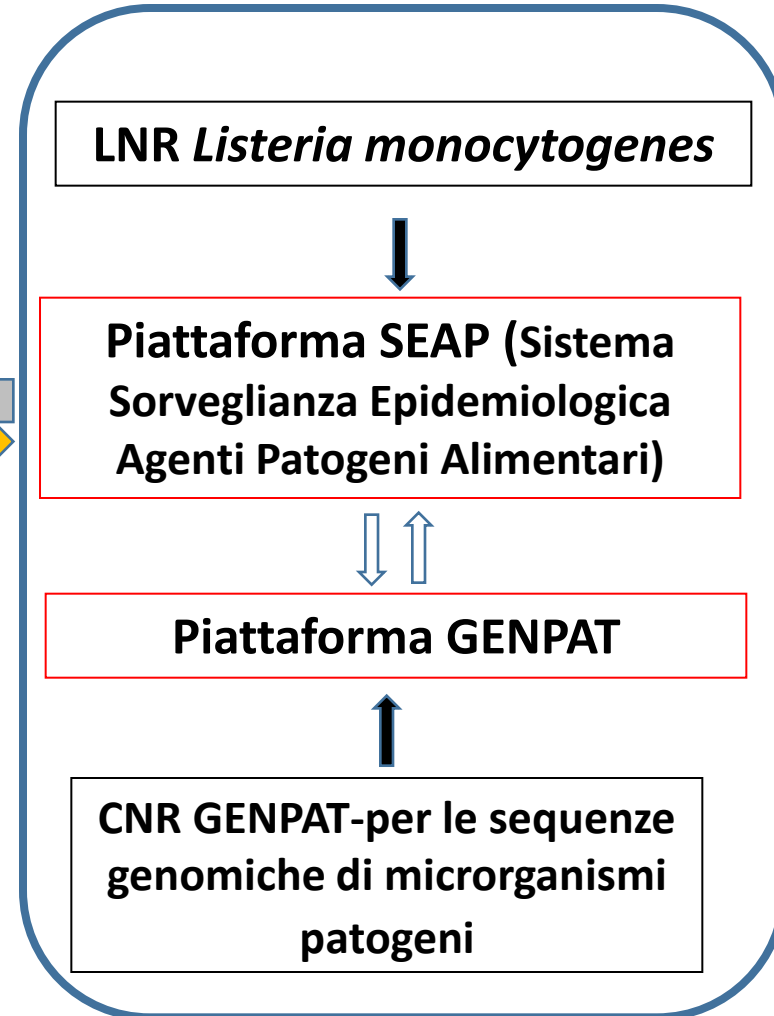 LNR Listeria monocytogenes
Piattaforma SEAP (Sistema
Sorveglianza Epidemiologica
Agenti Patogeni Alimentari)
Piattaforma GENPAT
CNR GENPAT-per le sequenze
genomiche di microrganismi
patogeni